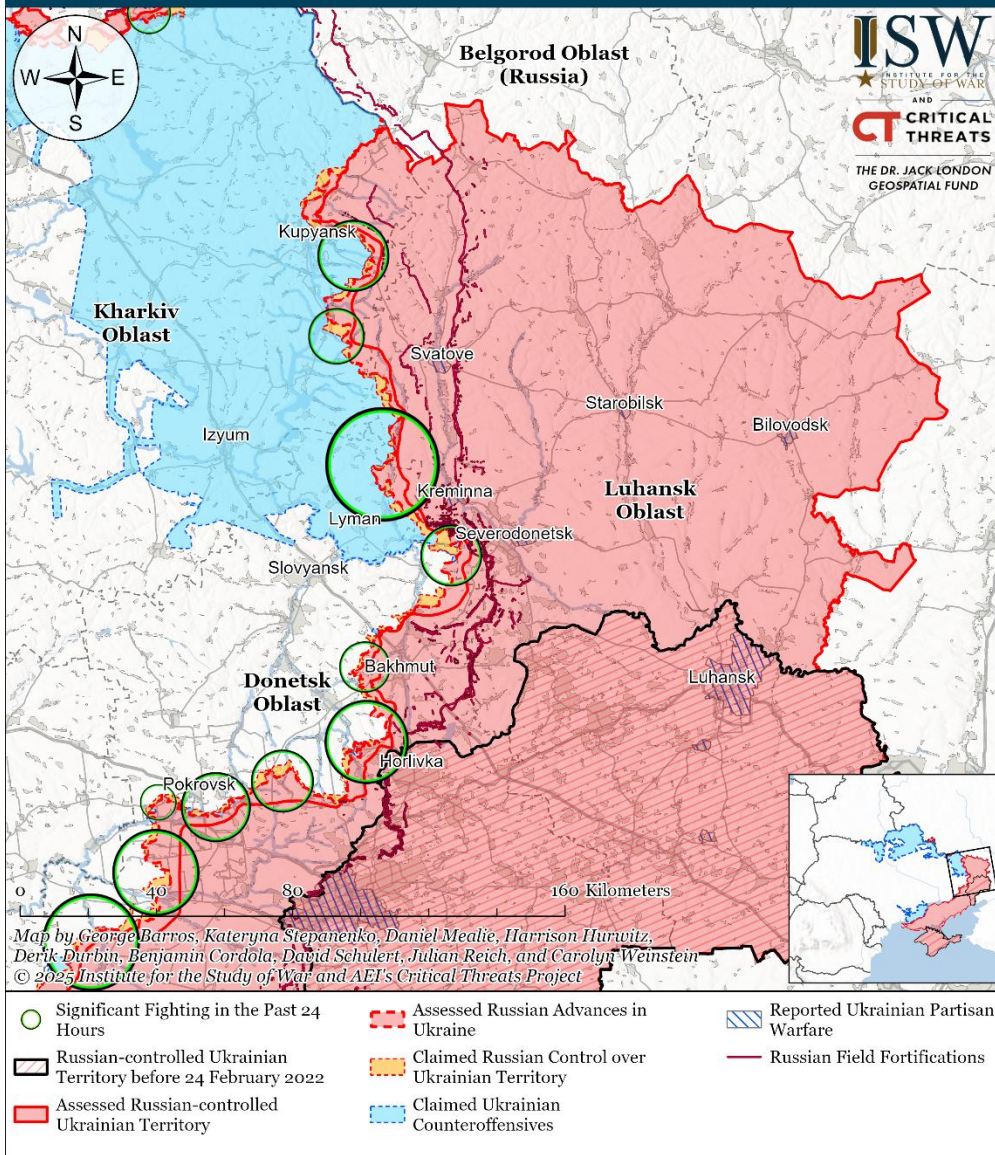 N
W
E
S
Belgorod Oblast
(Russia)
ISW
INSTITUTE FOR THE
STUDY OF WAR
AND
CT CRITICAL
THREATS
THE DR. JACK LONDON
GEOSPATIAL FUND
Kupyansk
Kharkiv
Oblast
Svatove
Starobilsk
Bilovodsk
Izyum
Kreminna
Luhansk
Oblast
Lyman
Severodonetsk
Slovyansk
Bakhmut
Luhansk
Donetsk
Oblast
Horlivka
Pokrovsk
0 40 80 160 Kilometers
Map by George Barros, Kateryna Stepanenko, Daniel Mealie, Harrison Hurwitz,
Derik Durbin, Benjamin Cordola, David Schulert, Julian Reich, and Carolyn Weinstein
© 2025 Institute for the Study of War and AEI's Critical Threats Project
Significant Fighting in the Past 24
Hours
Russian-controlled Ukrainian
Territory before 24 February 2022
Assessed Russian-controlled
Ukrainian Territory
Assessed Russian Advances in
Ukraine
Claimed Russian Control over
Ukrainian Territory
Claimed Ukrainian
Counteroffensives
Reported Ukrainian Partisan
Warfare
Russian Field Fortifications